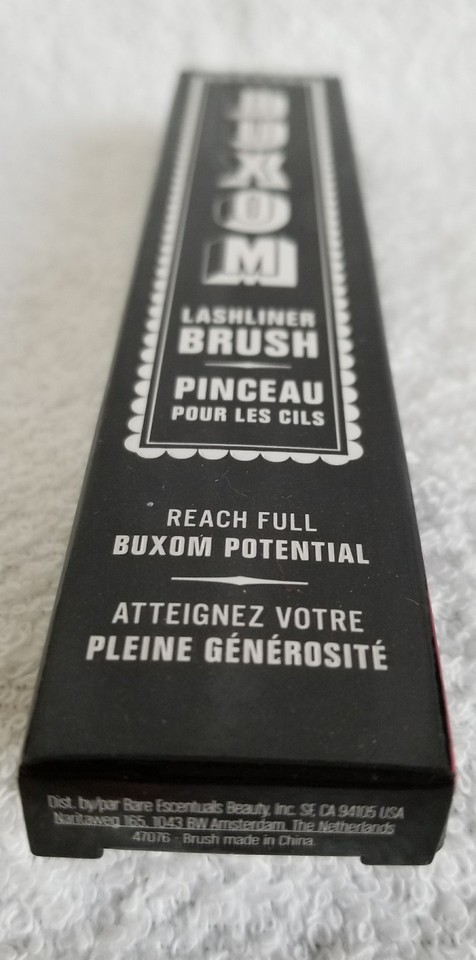 BUXOM
LASHLINER
BRUSH
PINCEAU
POUR LES CILS
REACH FULL
BUXOM POTENTIAL
ATTEIGNEZ VOTRE
PLEINE GÉNÉROSITÉ
Dist. by/par Bare Escentuals Beauty, Inc. SF, CA 94105 USA
Naritaweg 165, 1043 BW Amsterdam, The Netherlands
47076 - Brush made in China